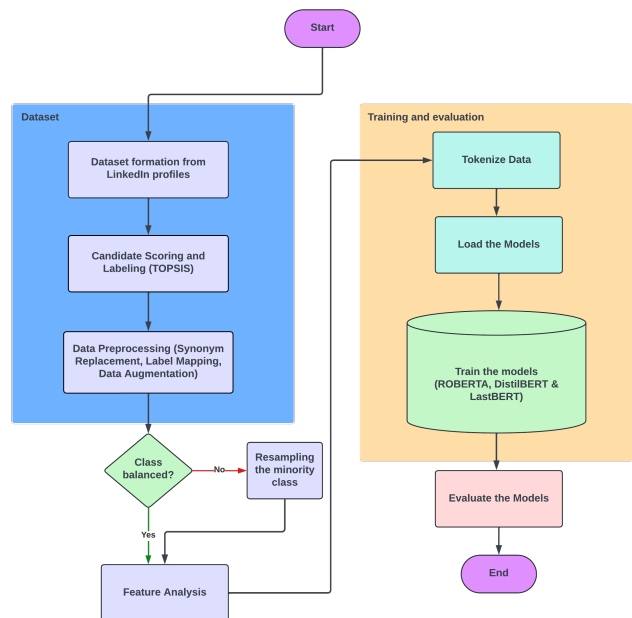 Start
Dataset
Dataset formation from
LinkedIn profiles
Candidate Scoring and
Labeling (TOPSIS)
Data Preprocessing (Synonym
Replacement, Label Mapping,
Data Augmentation)
Class
balanced?
No
Resampling
the minority
class
Yes
Feature Analysis
Training and evaluation
Tokenize Data
Load the Models
Train the models
(ROBERTA, DistilBERT &
LastBERT)
Evaluate the Models
End